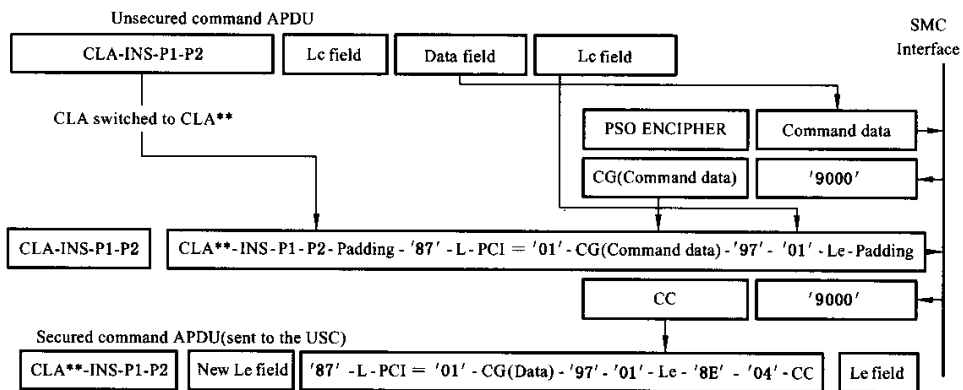 Unsecured command APDU
SMC
Interface
CLA-INS-P1-P2
Lc field
Data field
Lc field
CLA switched to CLA**
PSO ENCIPHER
Command data
CG(Command data)
'9000'
CLA-INS-P1-P2
CLA**-INS-P1-P2-Padding-'87'-L-PCI='01'-CG(Command data)-'97'-'01'-Le-Padding
CC
'9000'
Secured command APDU(sent to the USC)
CLA**-INS-P1-P2
New Le field
'87'-L-PCI='01'-CG(Data)-'97'-'01'-Le-'8E'-'04'-CC
Le field